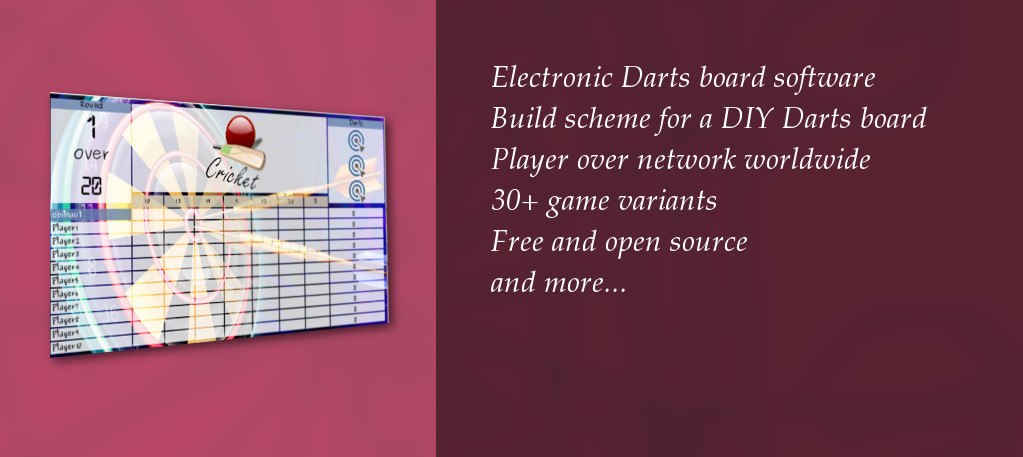 Round
1
over
20
Darts
Cricket
Player1
Player2
Player3
Player4
Player5
Player6
Player7
Player8
Player9
Player10
Electronic Darts board software
Build scheme for a DIY Darts board
Player over network worldwide
30+ game variants
Free and open source
and more...